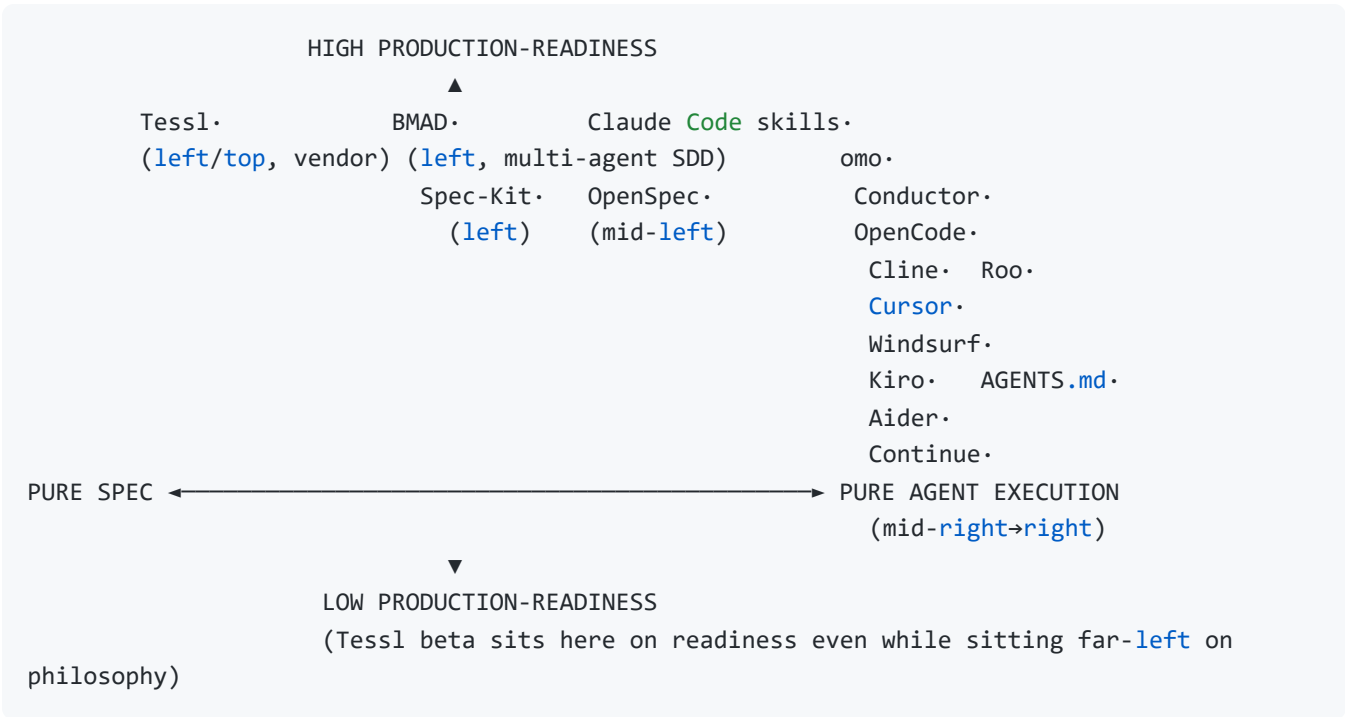 HIGH PRODUCTION-READINESS
▲
Tessl· BMAD· Claude Code skills·
(left/top, vendor) (left, multi-agent SDD) omo·
Spec-Kit· OpenSpec· Conductor·
(left) (mid-left) OpenCode·
Cline· Roo·
Cursor·
Windsurf·
Kiro· AGENTS.md·
Aider·
Continue·
PURE SPEC ◄─────────────────────────────────────────────► PURE AGENT EXECUTION
(mid-right→right)
▼
LOW PRODUCTION-READINESS
(Tessl beta sits here on readiness even while sitting far-left on
philosophy)